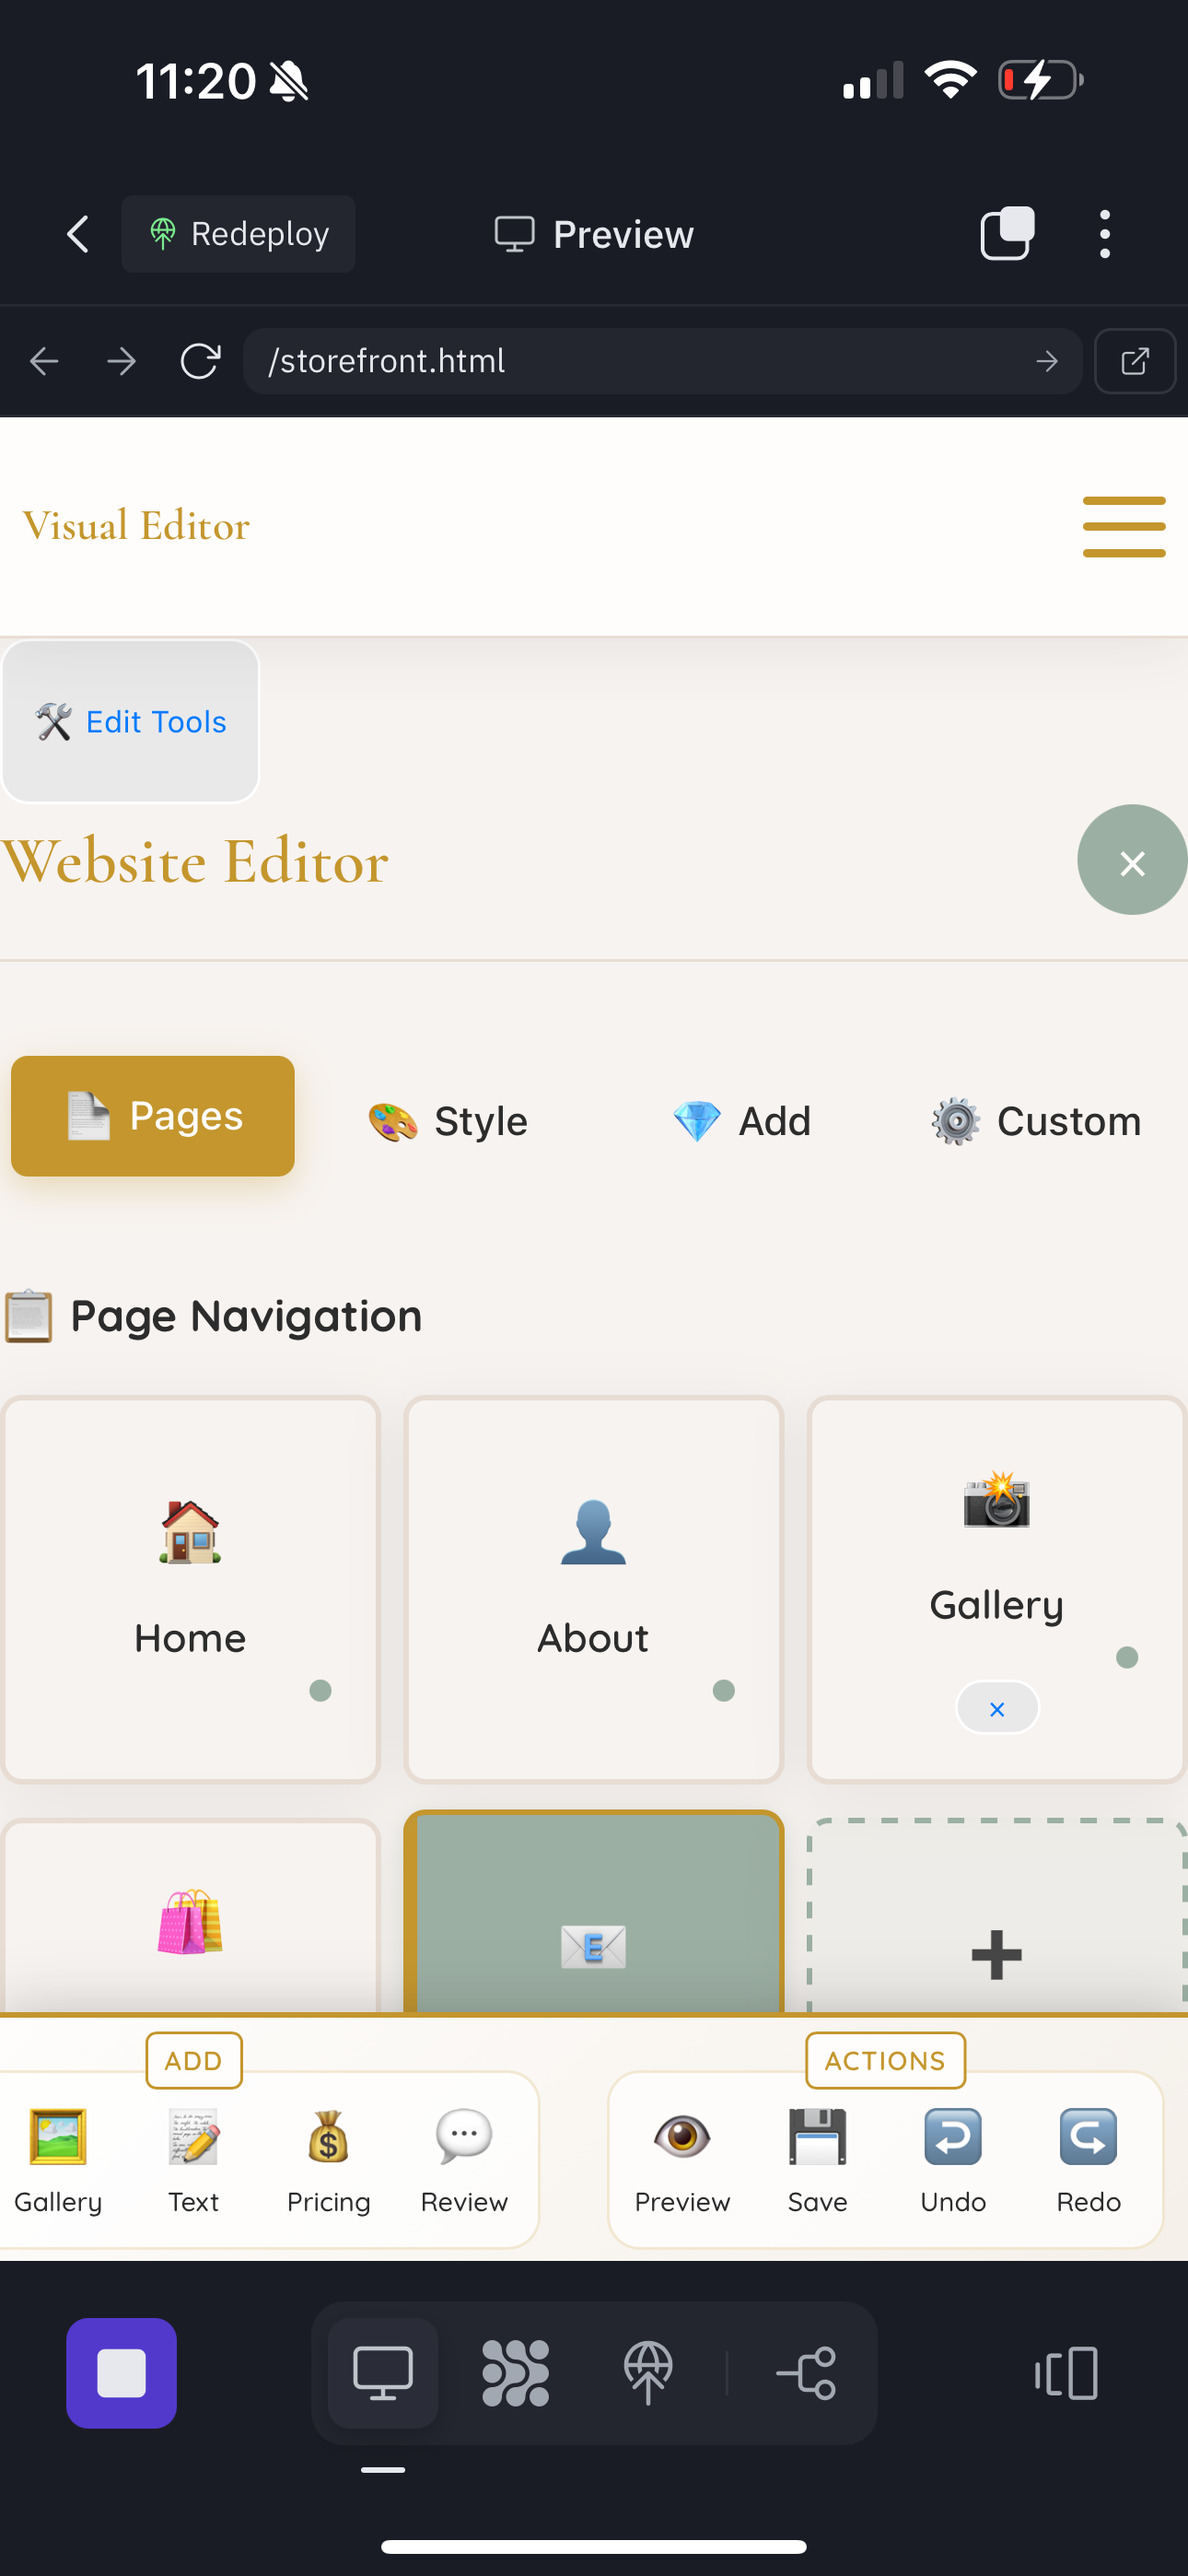 11:20
Redeploy
Preview
/storefront.html
Visual Editor
Edit Tools
Website Editor
×
Pages
Style
Add
Custom
Page Navigation
Home
About
Gallery
×
ADD
ACTIONS
Gallery
Text
Pricing
Review
Preview
Save
Undo
Redo